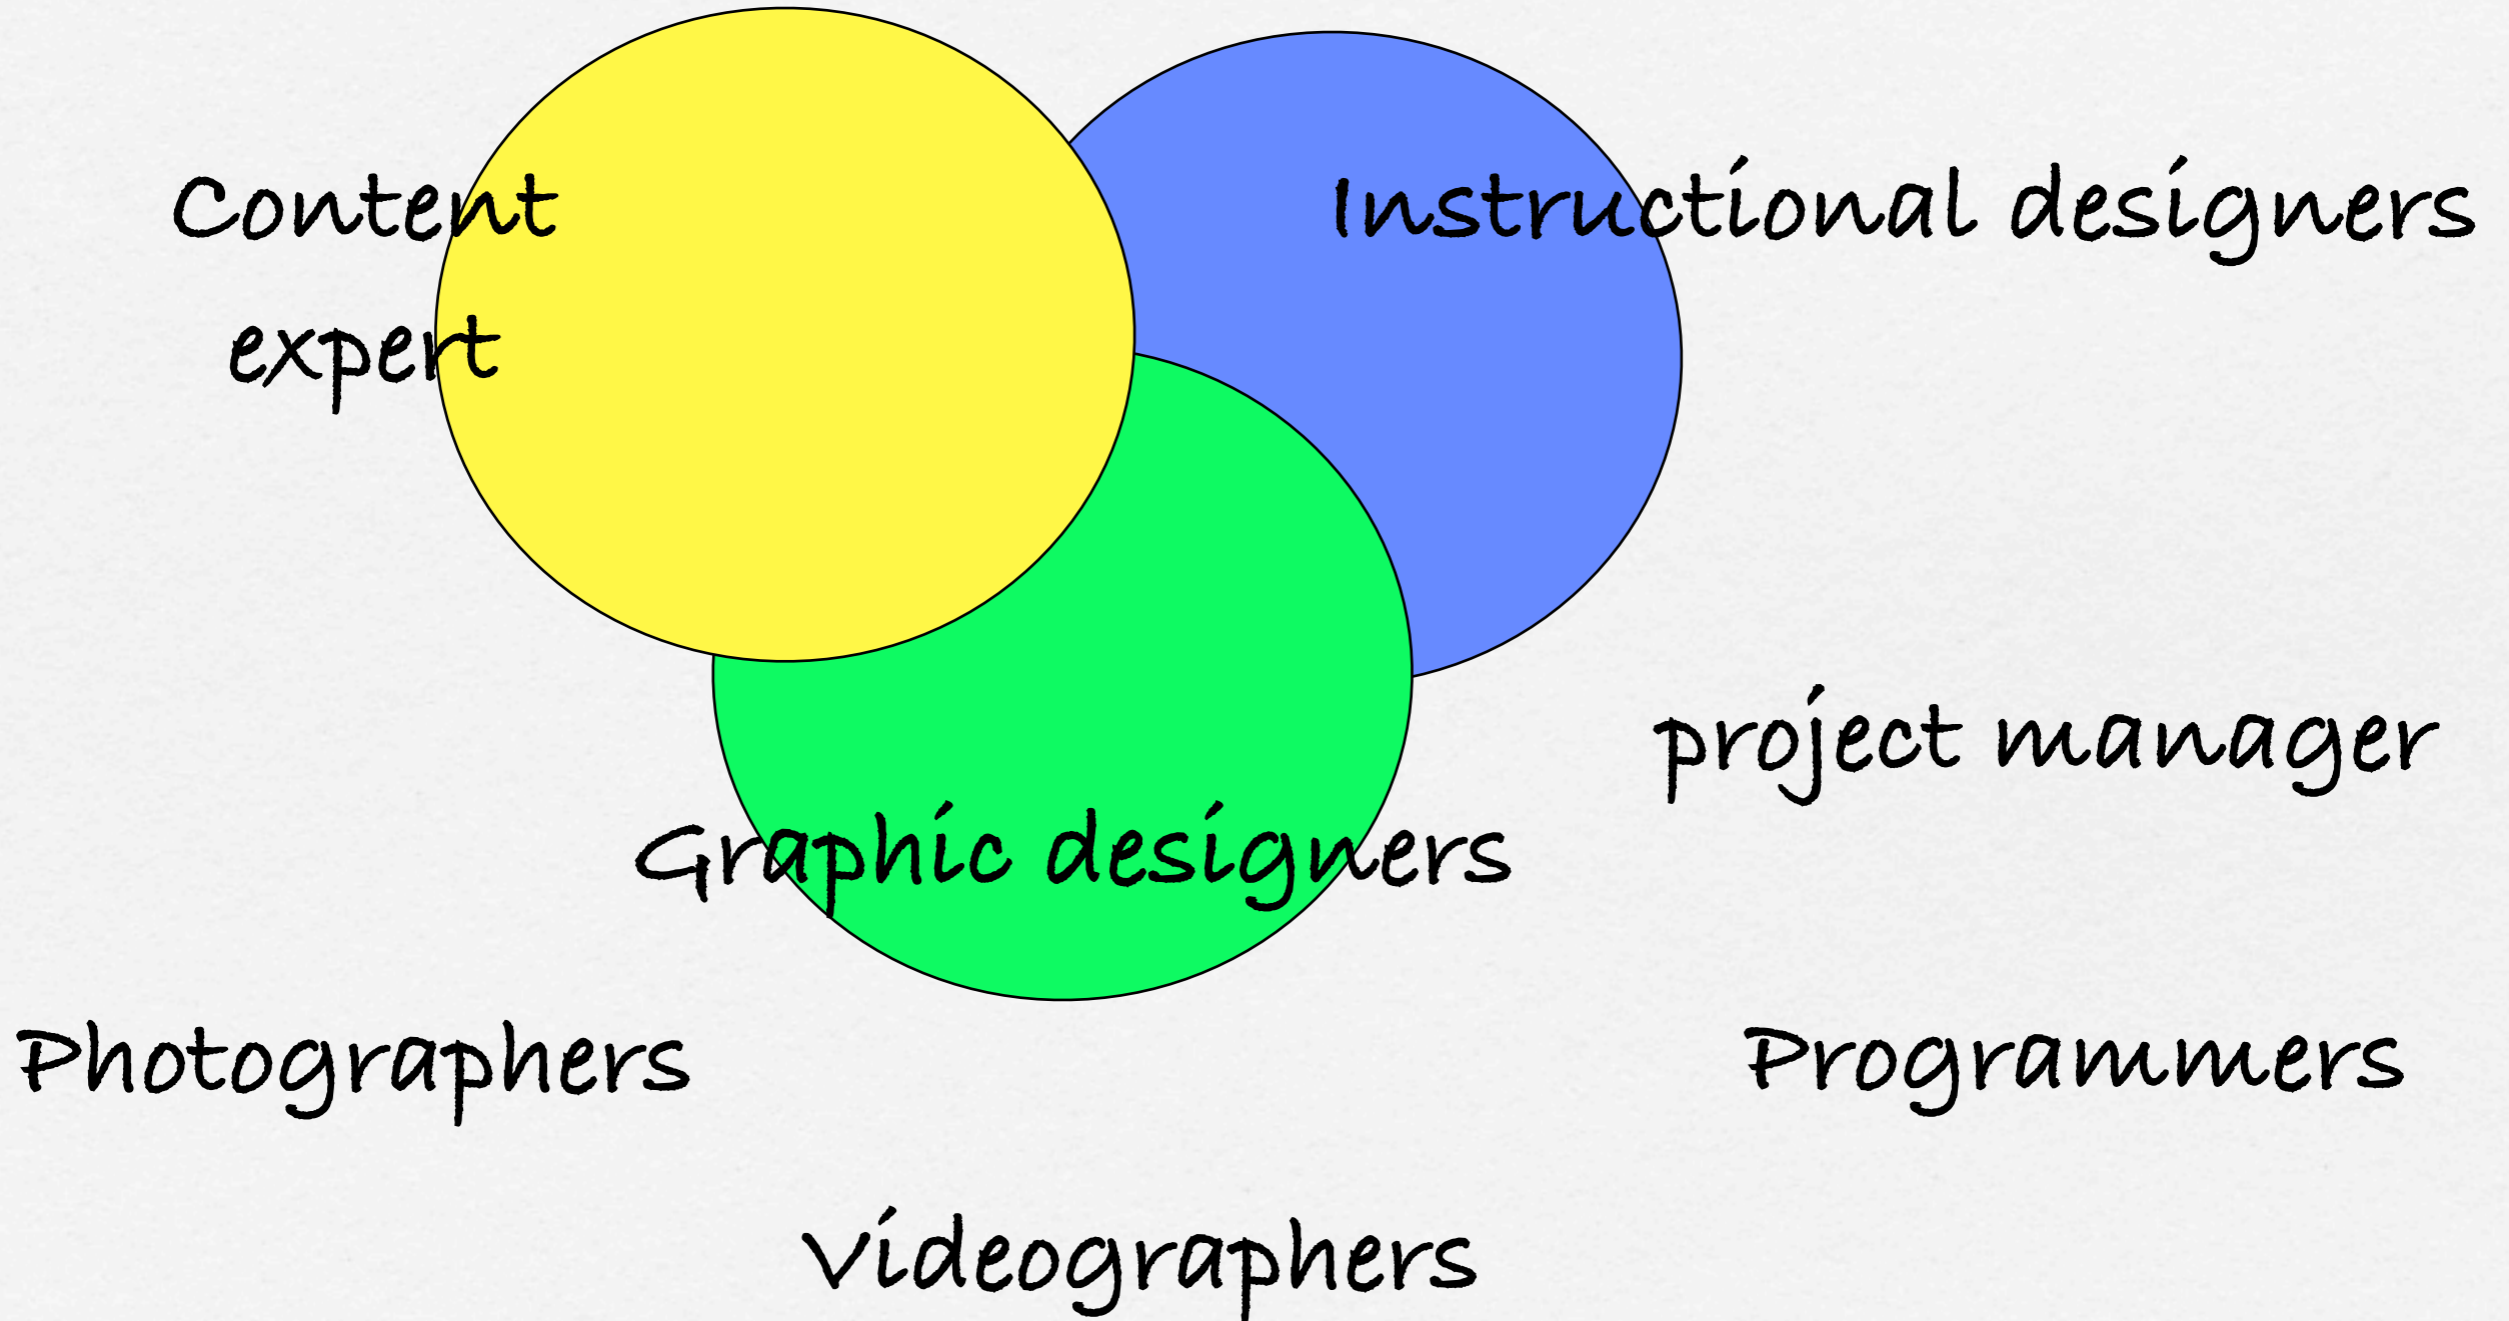 Content
expert
Instructional designers
project manager
Graphic designers
Photographers
Programmers
Videographers